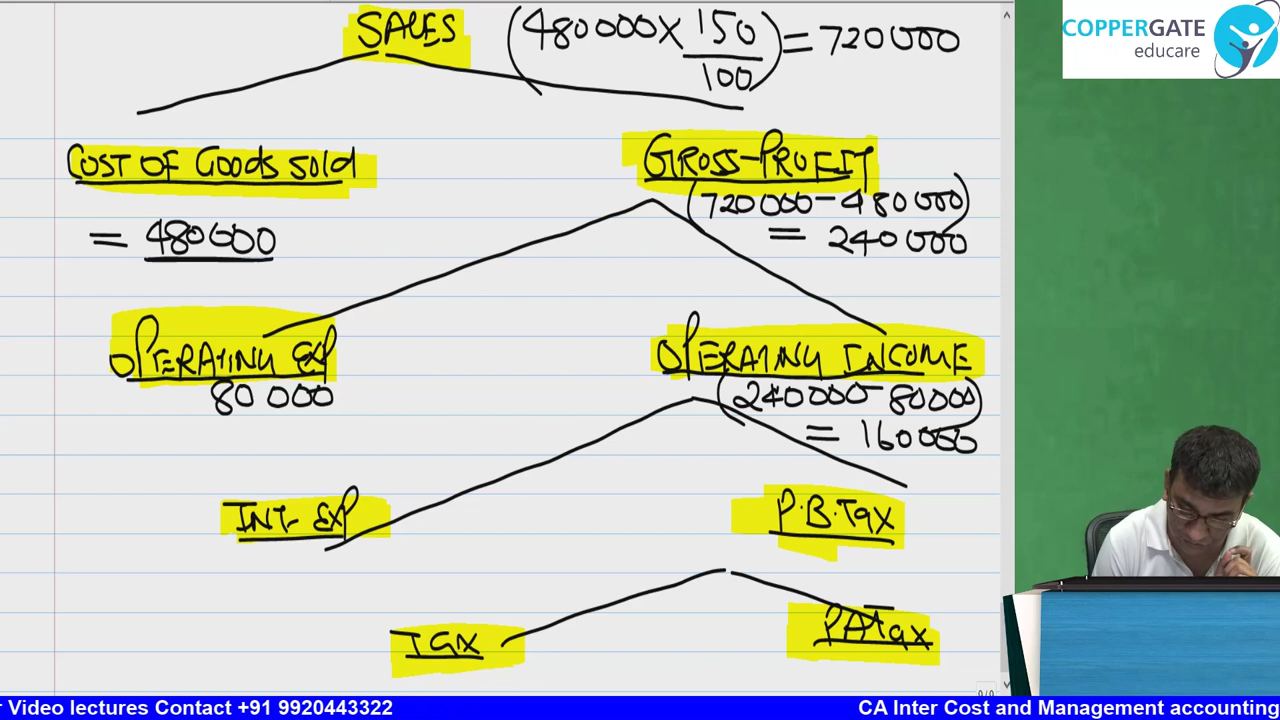 SALES (480000 × 150/100) = 720000
COST OF GOODS SOLD
= 480000
GROSS-PROFIT
(720000 - 480000)
= 240000
OPERATING EXP
80000
OPERATING INCOME
(240000 - 80000)
= 160000
INT- EXP
P.B.Tax
Tax
PATax
COPPERGATE
educare
r Video lectures Contact +91 9920443322
CA Inter Cost and Management accounting